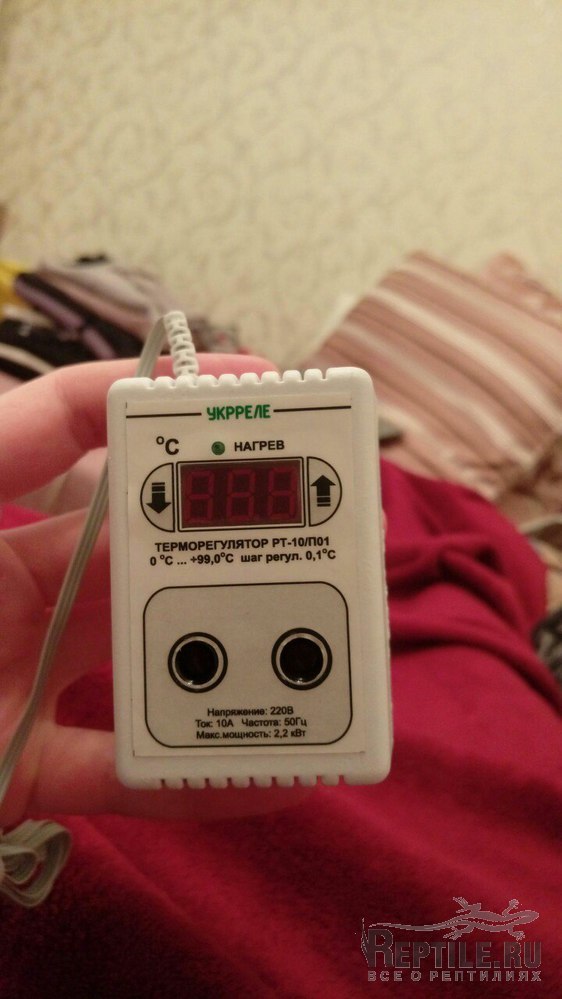 УКРРЕЛЕ
°C НАГРЕВ
ТЕРМОРЕГУЛЯТОР РТ-10/П01
0 °C ... +99,0°C шаг регул. 0,1°C
Напряжение: 220В
Ток: 10А Частота: 50Гц
Макс.мощность: 2,2 кВт
REPTILE.RU
ВСЕ О РЕПТИЛИЯХ